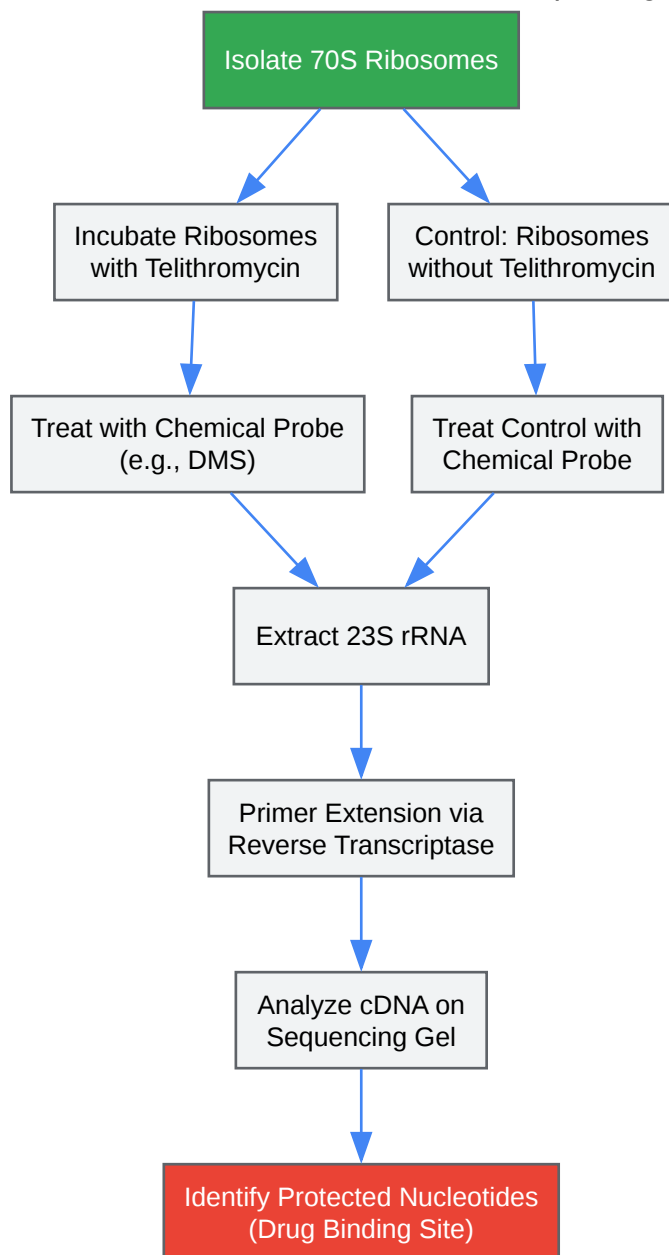 Isolate 70S Ribosomes
Incubate Ribosomes
with Telithromycin
Control: Ribosomes
without Telithromycin
Treat with Chemical Probe
(e.g., DMS)
Treat Control with
Chemical Probe
Extract 23S rRNA
Primer Extension via
Reverse Transcriptase
Analyze cDNA on
Sequencing Gel
Identify Protected Nucleotides
(Drug Binding Site)